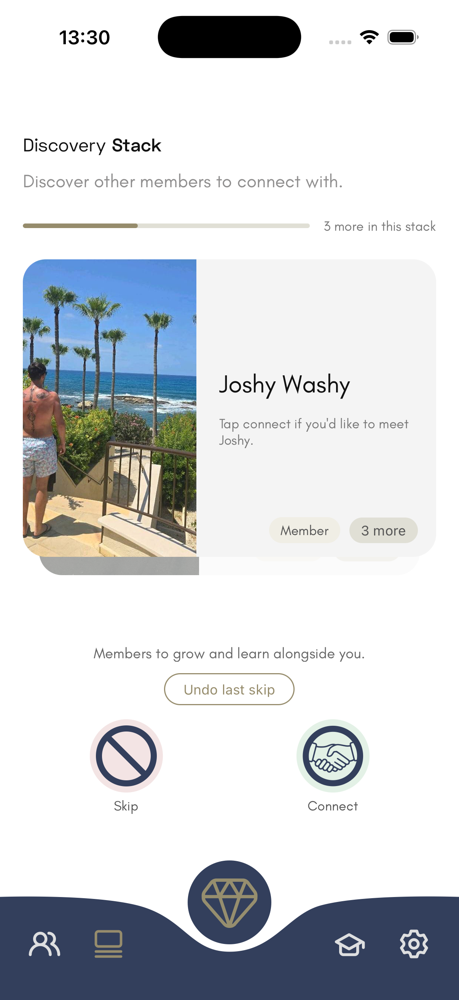 13:30
Discovery Stack
Discover other members to connect with.
3 more in this stack
Joshy Washy
Tap connect if you'd like to meet
Joshy.
Member
3 more
Members to grow and learn alongside you.
Undo last skip
Skip
Connect